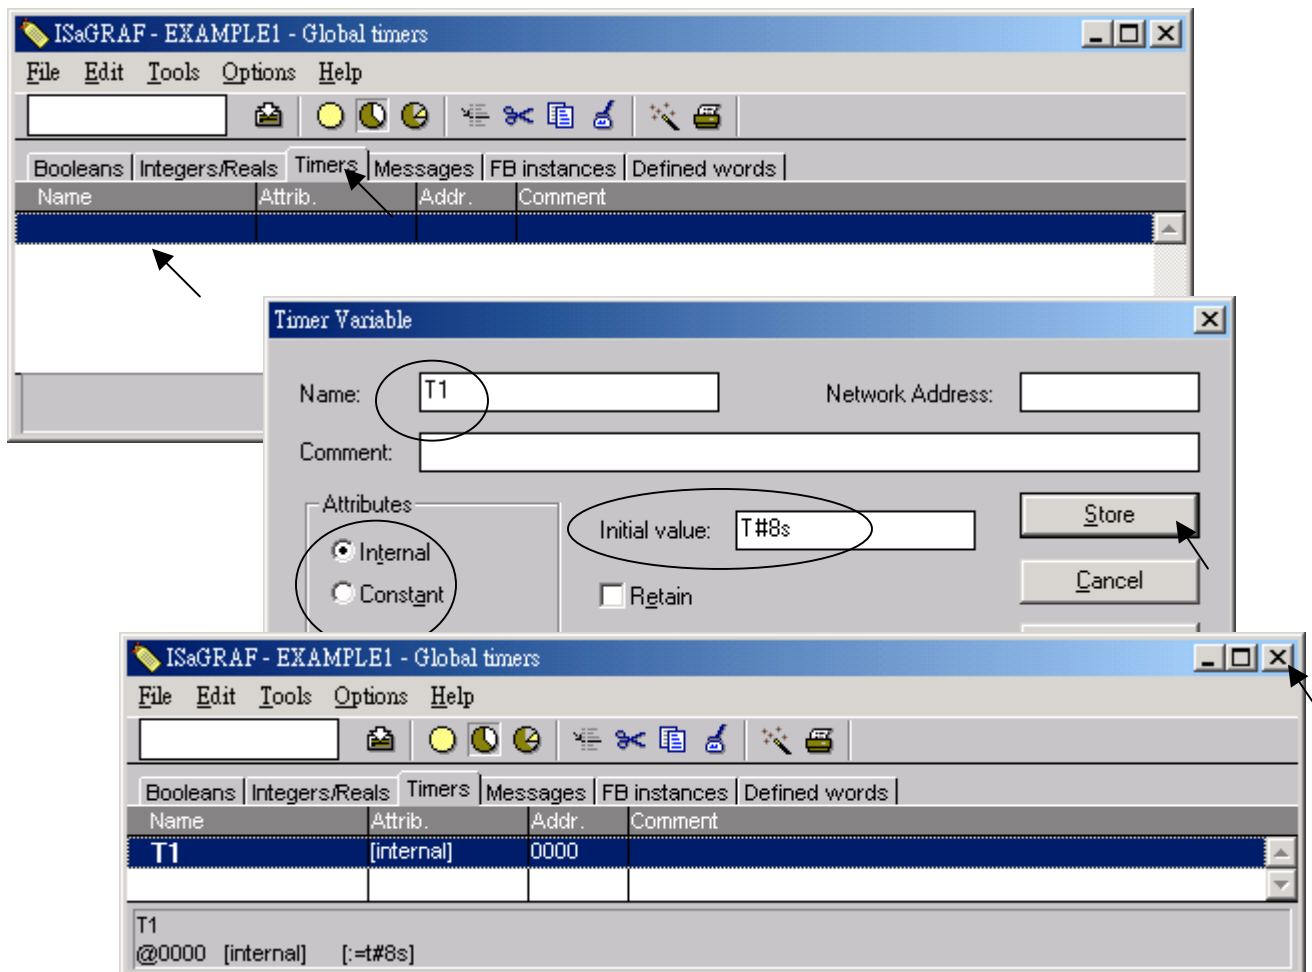 ISaGRAF - EXAMPLE1 - Global timers
File Edit Tools Options Help
Booleans Integers/Reals Timers Messages FB instances Defined words
Name Attrib. Addr. Comment
Timer Variable
Name: T1 Network Address:
Comment:
Attributes
Initial value: T#8s Store
Internal
Constant Retain Cancel
ISaGRAF - EXAMPLE1 - Global timers
File Edit Tools Options Help
Booleans Integers/Reals Timers Messages FB instances Defined words
Name Attrib. Addr. Comment
T1 [internal] 0000
T1
@0000 [internal] [:=t#8s]